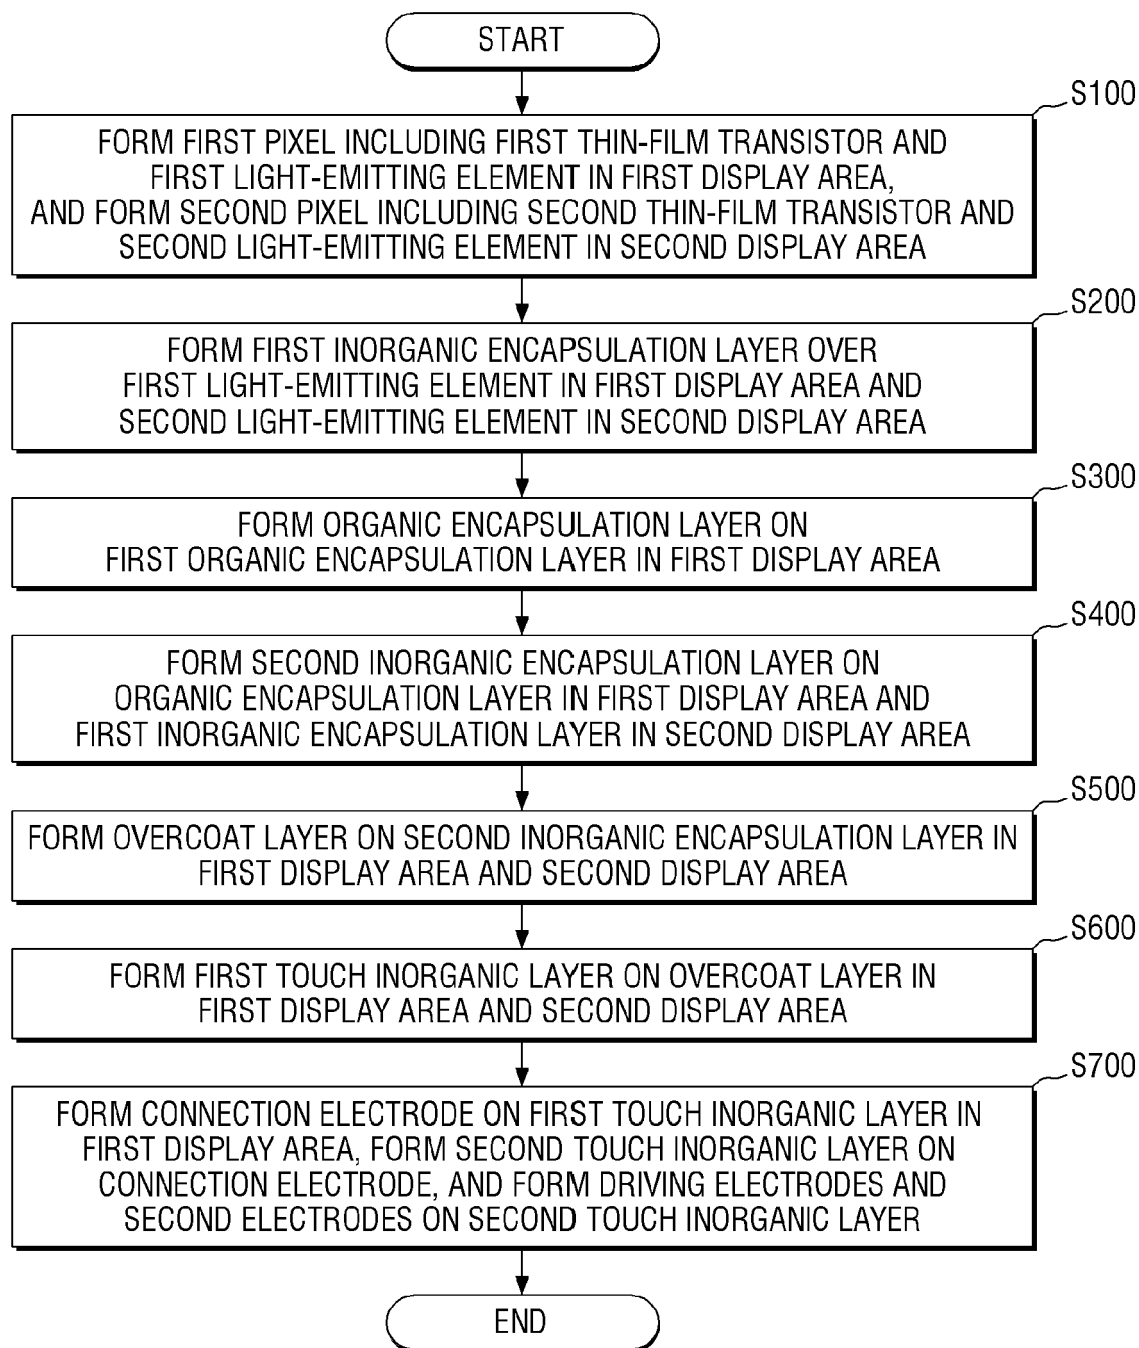 START
S100
FORM FIRST PIXEL INCLUDING FIRST THIN-FILM TRANSISTOR AND
FIRST LIGHT-EMITTING ELEMENT IN FIRST DISPLAY AREA,
AND FORM SECOND PIXEL INCLUDING SECOND THIN-FILM TRANSISTOR AND
SECOND LIGHT-EMITTING ELEMENT IN SECOND DISPLAY AREA
S200
FORM FIRST INORGANIC ENCAPSULATION LAYER OVER
FIRST LIGHT-EMITTING ELEMENT IN FIRST DISPLAY AREA AND
SECOND LIGHT-EMITTING ELEMENT IN SECOND DISPLAY AREA
S300
FORM ORGANIC ENCAPSULATION LAYER ON
FIRST ORGANIC ENCAPSULATION LAYER IN FIRST DISPLAY AREA
S400
FORM SECOND INORGANIC ENCAPSULATION LAYER ON
ORGANIC ENCAPSULATION LAYER IN FIRST DISPLAY AREA AND
FIRST INORGANIC ENCAPSULATION LAYER IN SECOND DISPLAY AREA
S500
FORM OVERCOAT LAYER ON SECOND INORGANIC ENCAPSULATION LAYER IN
FIRST DISPLAY AREA AND SECOND DISPLAY AREA
S600
FORM FIRST TOUCH INORGANIC LAYER ON OVERCOAT LAYER IN
FIRST DISPLAY AREA AND SECOND DISPLAY AREA
S700
FORM CONNECTION ELECTRODE ON FIRST TOUCH INORGANIC LAYER IN
FIRST DISPLAY AREA, FORM SECOND TOUCH INORGANIC LAYER ON
CONNECTION ELECTRODE, AND FORM DRIVING ELECTRODES AND
SECOND ELECTRODES ON SECOND TOUCH INORGANIC LAYER
END